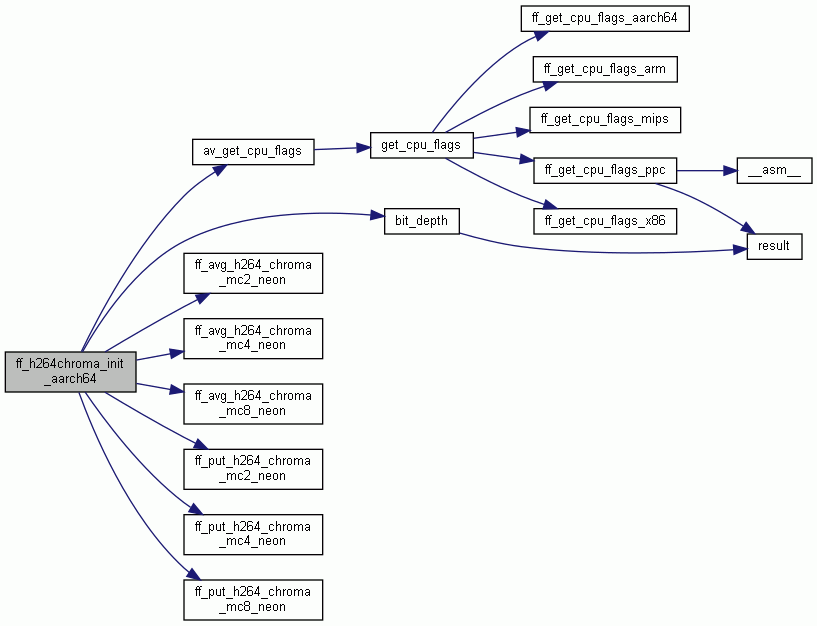 ff_get_cpu_flags_aarch64
ff_get_cpu_flags_arm
ff_get_cpu_flags_mips
av_get_cpu_flags
get_cpu_flags
ff_get_cpu_flags_ppc
__asm__
bit_depth
ff_get_cpu_flags_x86
result
ff_avg_h264_chroma
_mc2_neon
ff_avg_h264_chroma
_mc4_neon
ff_h264chroma_init
_aarch64
ff_avg_h264_chroma
_mc8_neon
ff_put_h264_chroma
_mc2_neon
ff_put_h264_chroma
_mc4_neon
ff_put_h264_chroma
_mc8_neon